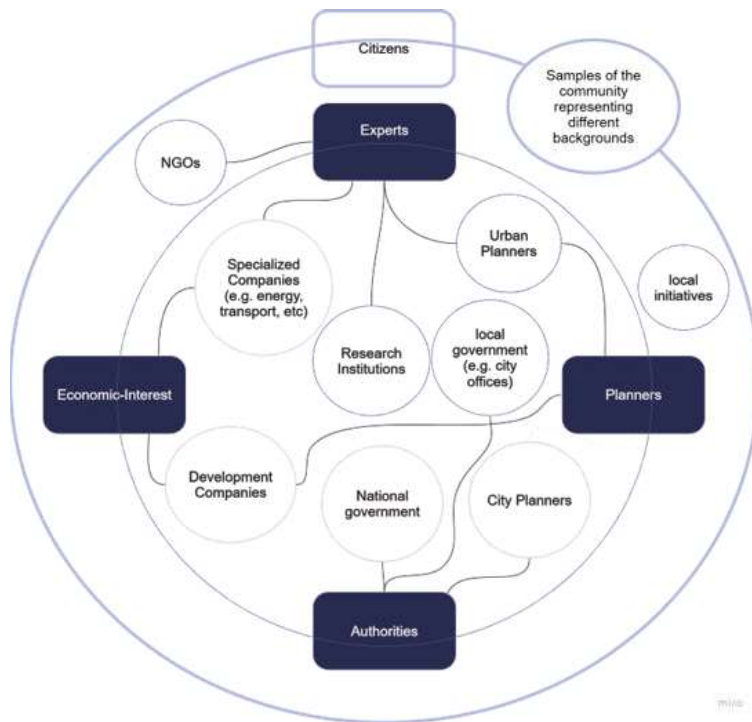 Citizens
Samples of the
community
representing
different
backgrounds
Experts
NGOs
Urban
Planners
Specialized
Companies
(e.g. energy,
transport, etc)
local
initiatives
local
government
(e.g. city
offices)
Research
Institutions
Economic-Interest
Planners
Development
Companies
National
government
City Planners
Authorities
miro